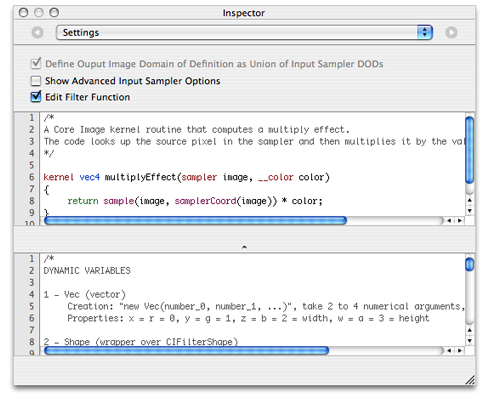 Inspector
Settings
Define Ouput Image Domain of Definition as Union of Input Sampler DODs
Show Advanced Input Sampler Options
Edit Filter Function
1 /*
2 A Core Image kernel routine that computes a multiply effect.
3 The code looks up the source pixel in the sampler and then multiplies it by the val
4 */
5
6 kernel vec4 multiplyEffect(sampler image, __color color)
7 {
8 return sample(image, samplerCoord(image)) * color;
9 }
10
1 /*
2 DYNAMIC VARIABLES
3
4 1 - Vec (vector)
5 Creation: "new Vec(number_0, number_1, ...)", take 2 to 4 numerical arguments,
6 Properties: x = r = 0, y = g = 1, z = b = 2 = width, w = a = 3 = height
7
8 2 - Shape (wrapper over CIFilterShape)
9